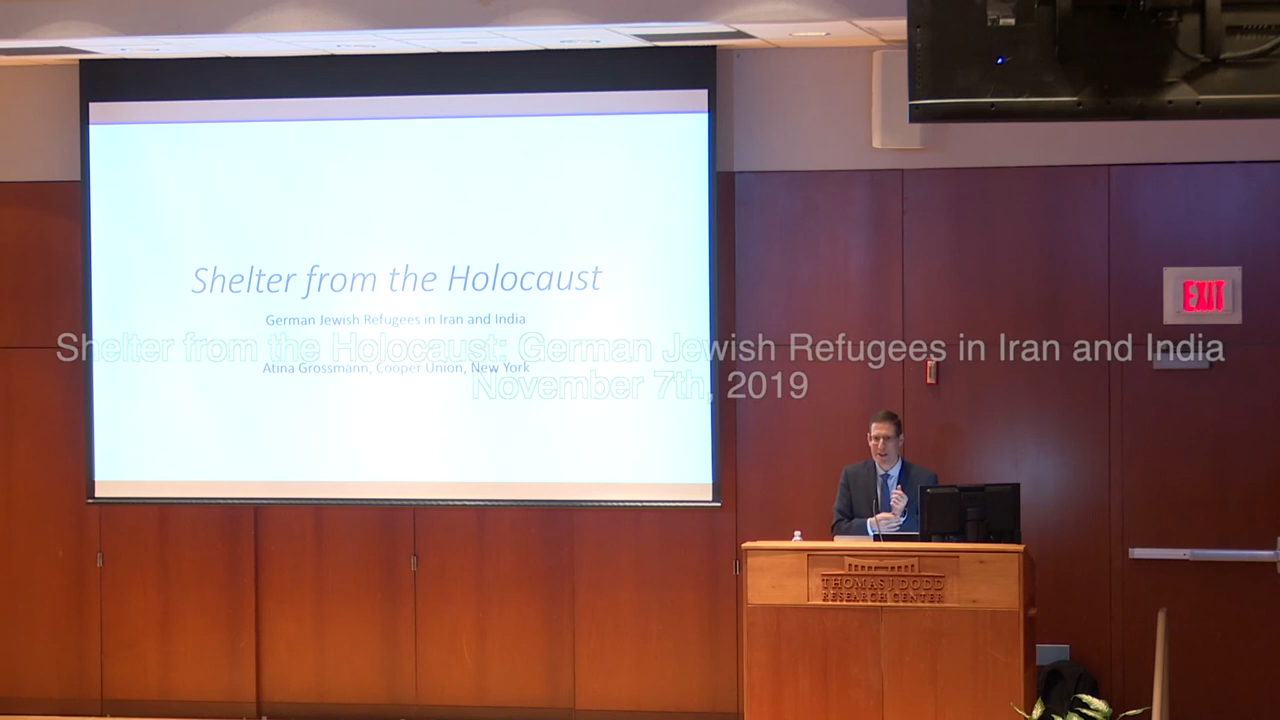 Shelter from the Holocaust
German Jewish Refugees in Iran and India
Shelter from the Holocaust: German Jewish Refugees in Iran and India
Atina Grossmann, Cooper Union, New York
November 7th, 2019
EXIT
THOMAS J DODD
RESEARCH CENTER